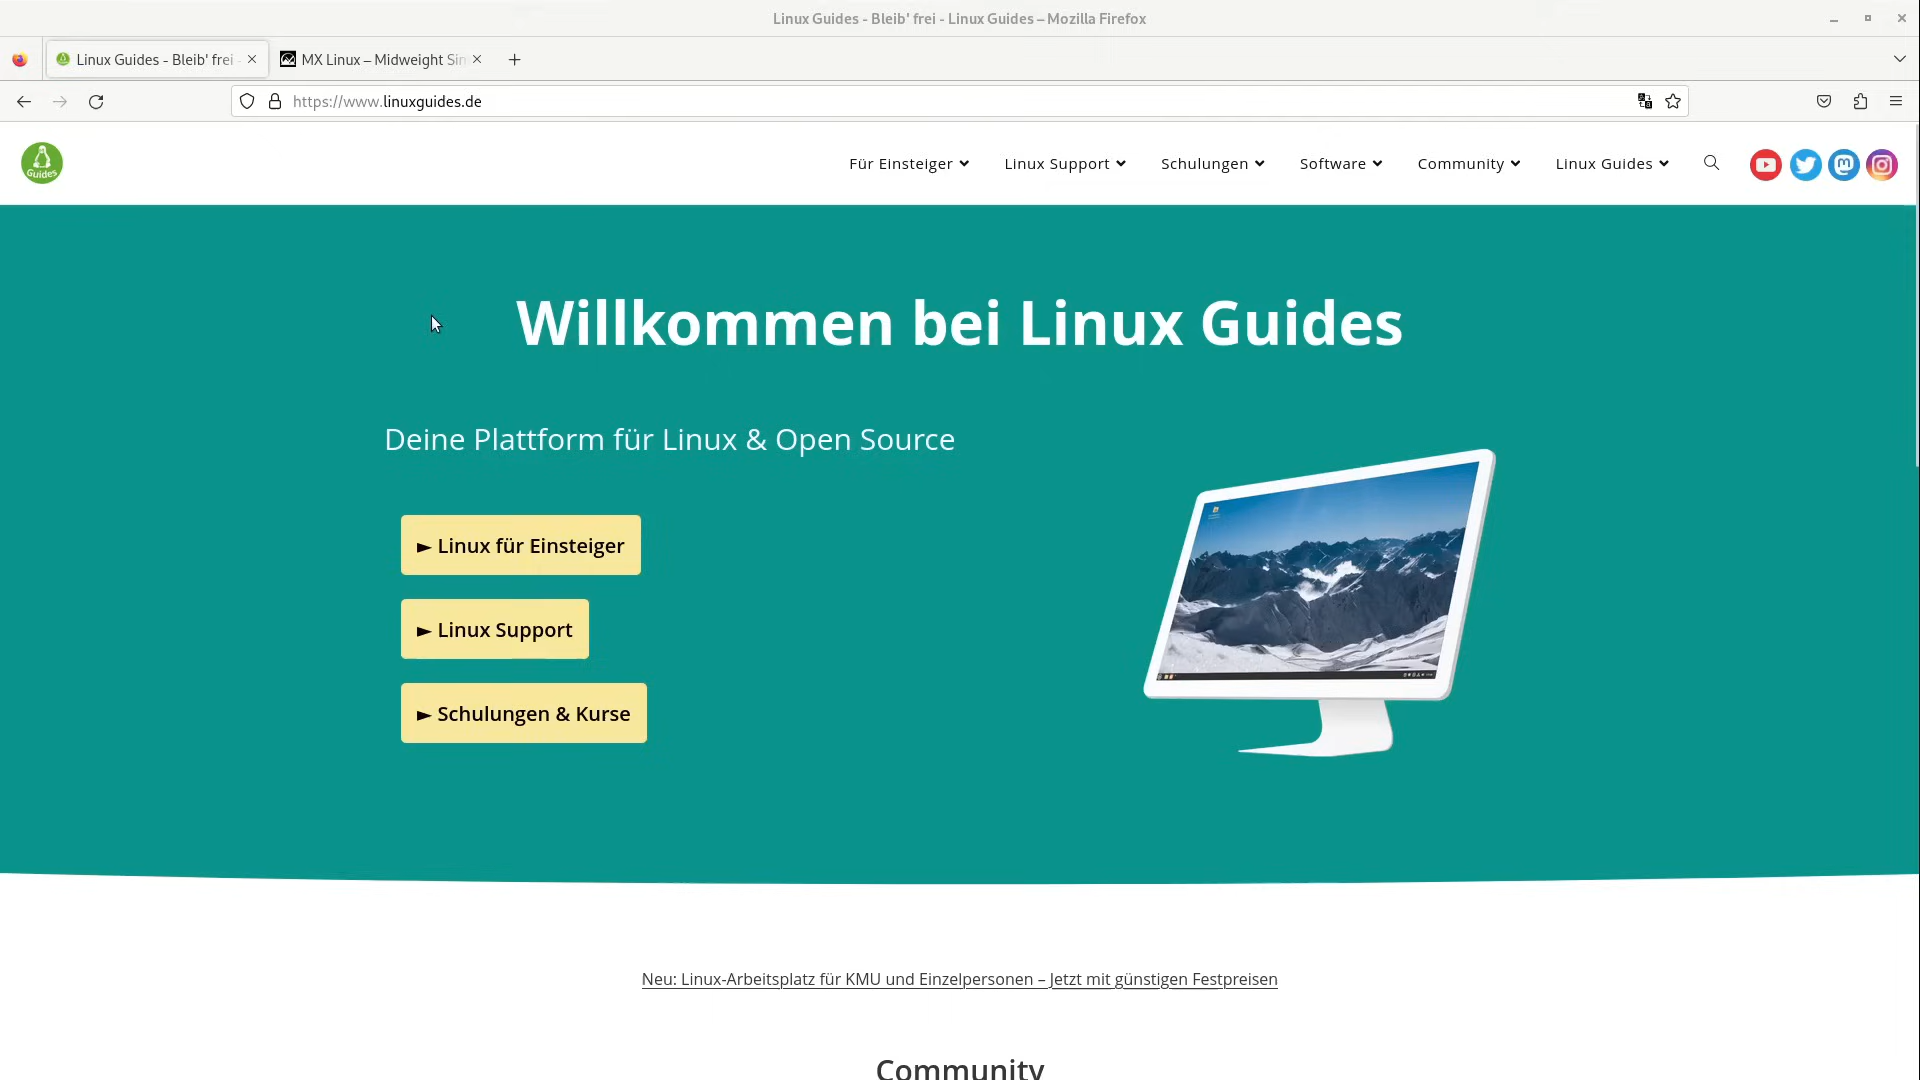 Linux Guides - Bleib' frei - Linux Guides – Mozilla Firefox
Linux Guides - Bleib' frei
MX Linux – Midweight Sim
https://www.linuxguides.de
Guides
Für Einsteiger
Linux Support
Schulungen
Software
Community
Linux Guides
Willkommen bei Linux Guides
Deine Plattform für Linux & Open Source
► Linux für Einsteiger
► Linux Support
► Schulungen & Kurse
Neu: Linux-Arbeitsplatz für KMU und Einzelpersonen – Jetzt mit günstigen Festpreisen
Community